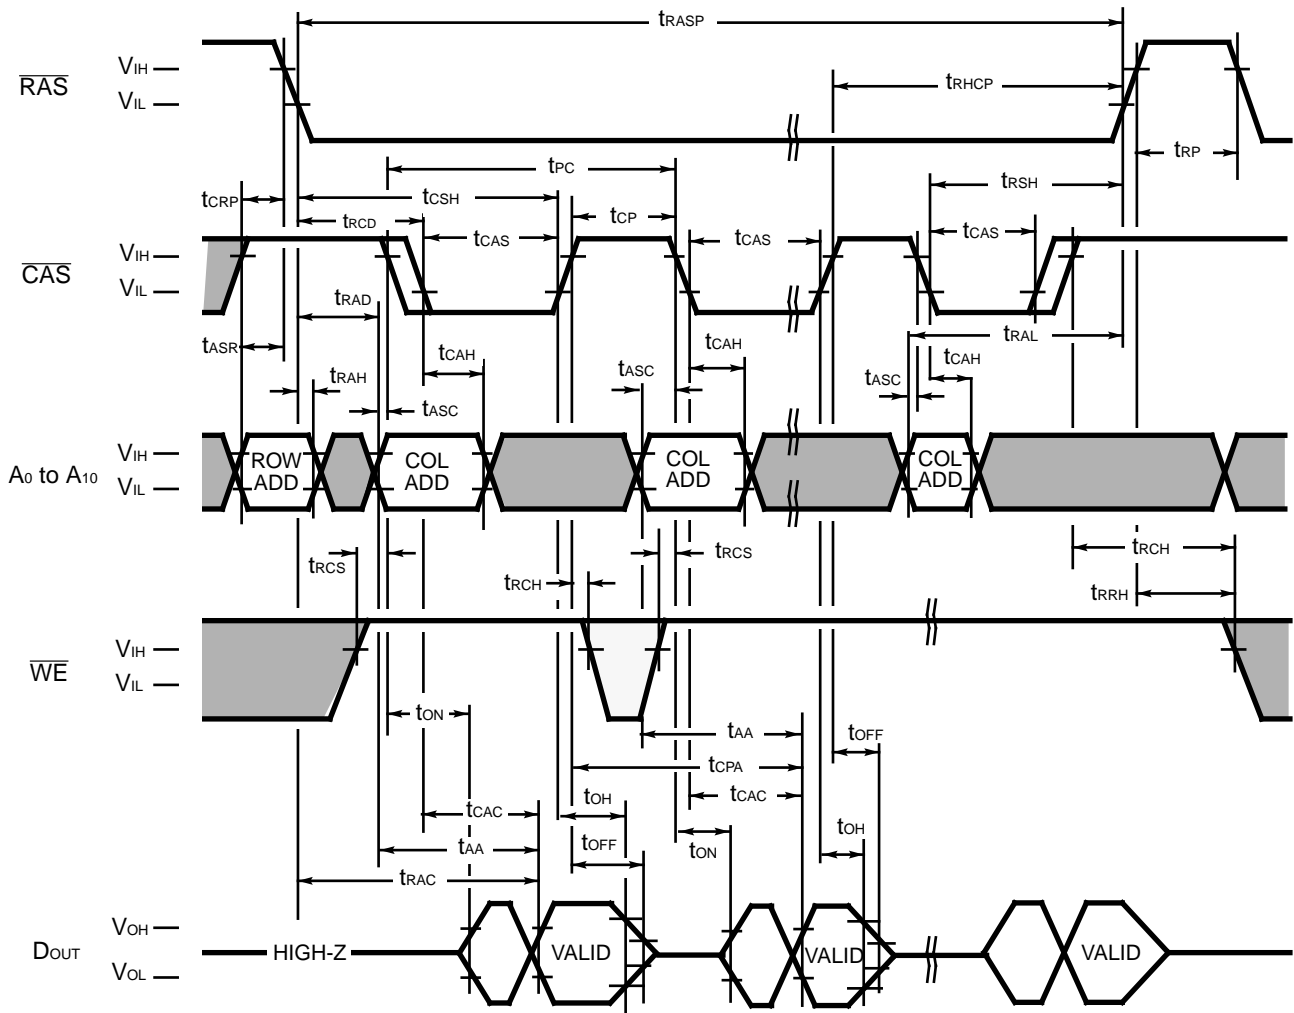 tRASP
VIH
RAS
tRHCP
VIL
tRP
tPC
tRSH
tCRP
tCSH
tCP
tRCD
tCAS
tCAS
tCAS
VIH
CAS
VIL
tRAD
tASR
tRAL
tCAH
tCAH
tCAH
tRAH
tASC
tASC
tASC
VIH
A0 to A10
VIL
ROW
ADD
COL
ADD
COL
ADD
COL
ADD
tRCS
tRCS
tRCH
tRCH
tRRH
VIH
WE
VIL
tON
tAA
tOFF
tCPA
tOH
tCAC
tCAC
tOH
tOFF
tON
tAA
tRAC
VOH
DOUT
VOL
HIGH-Z
VALID
VALID
VALID